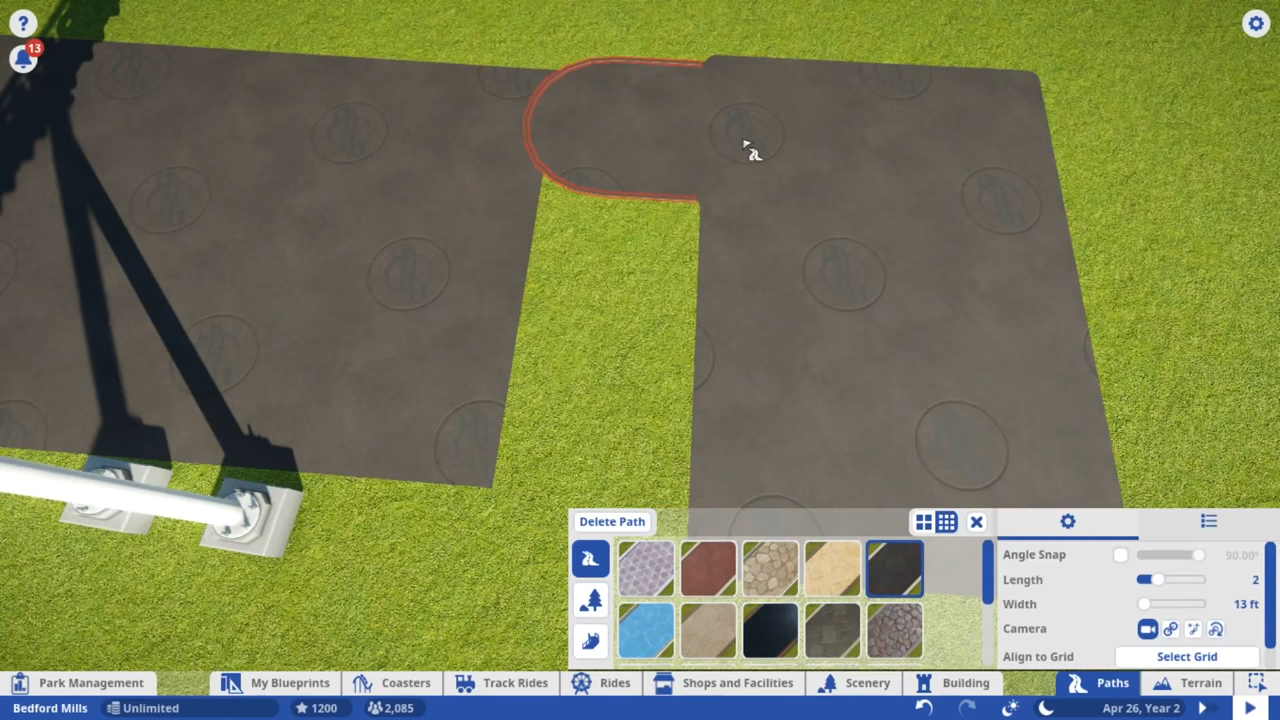 ?
13
Delete Path
Angle Snap 90.00°
Length 2
Width 13 ft
Camera
Align to Grid Select Grid
Park Management My Blueprints Coasters Track Rides Rides Shops and Facilities Scenery Building Paths Terrain
Bedford Mills Unlimited 1200 2,085 Apr 26, Year 2